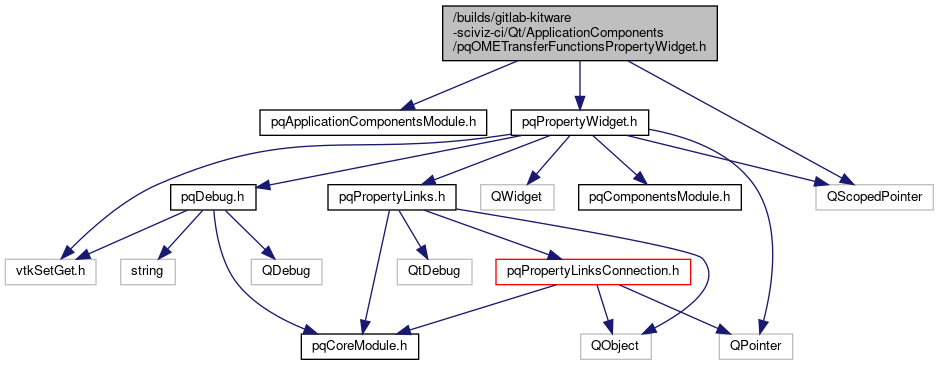 /builds/gitlab-kitware
-sciviz-ci/Qt/ApplicationComponents
/pqOMETransferFunctionsPropertyWidget.h
pqApplicationComponentsModule.h
pqPropertyWidget.h
pqDebug.h
pqPropertyLinks.h
QWidget
pqComponentsModule.h
QScopedPointer
vtkSetGet.h
string
QDebug
QtDebug
pqPropertyLinksConnection.h
pqCoreModule.h
QObject
QPointer